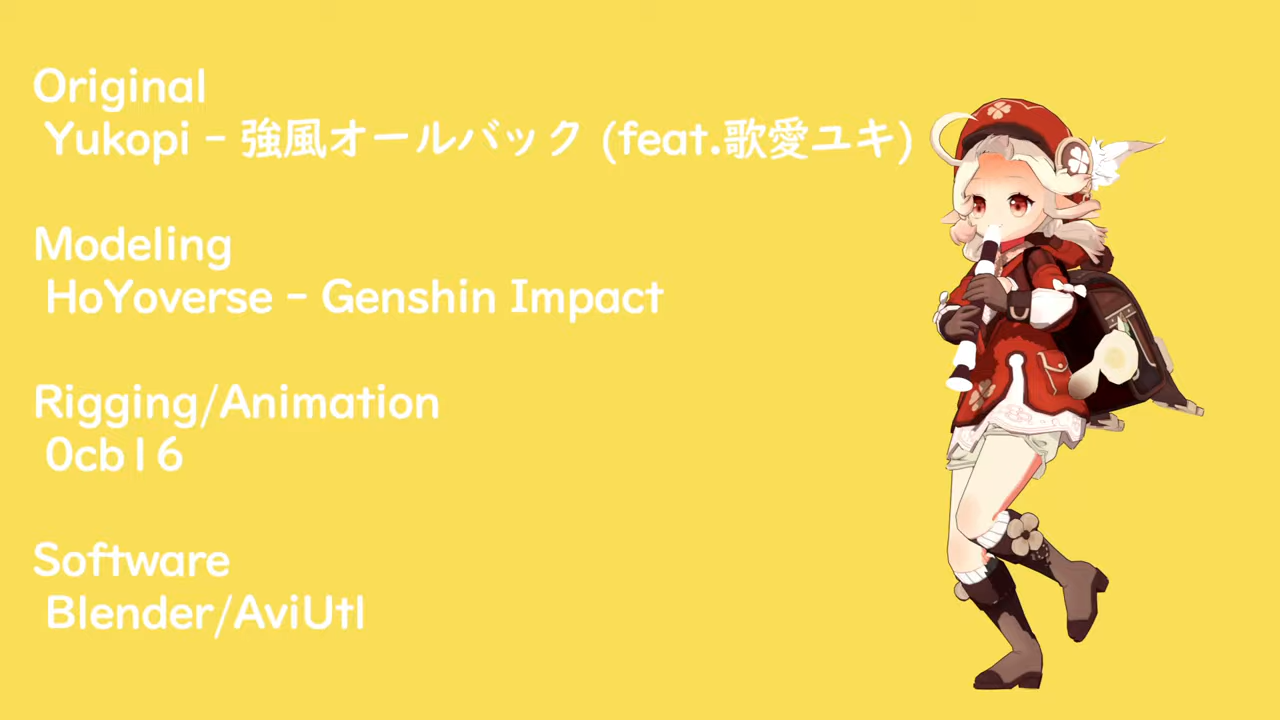 Original
Yukopi - 強風オールバック (feat.歌愛ユキ)
Modeling
HoYoverse - Genshin Impact
Rigging/Animation
0cb16
Software
Blender/AviUtl